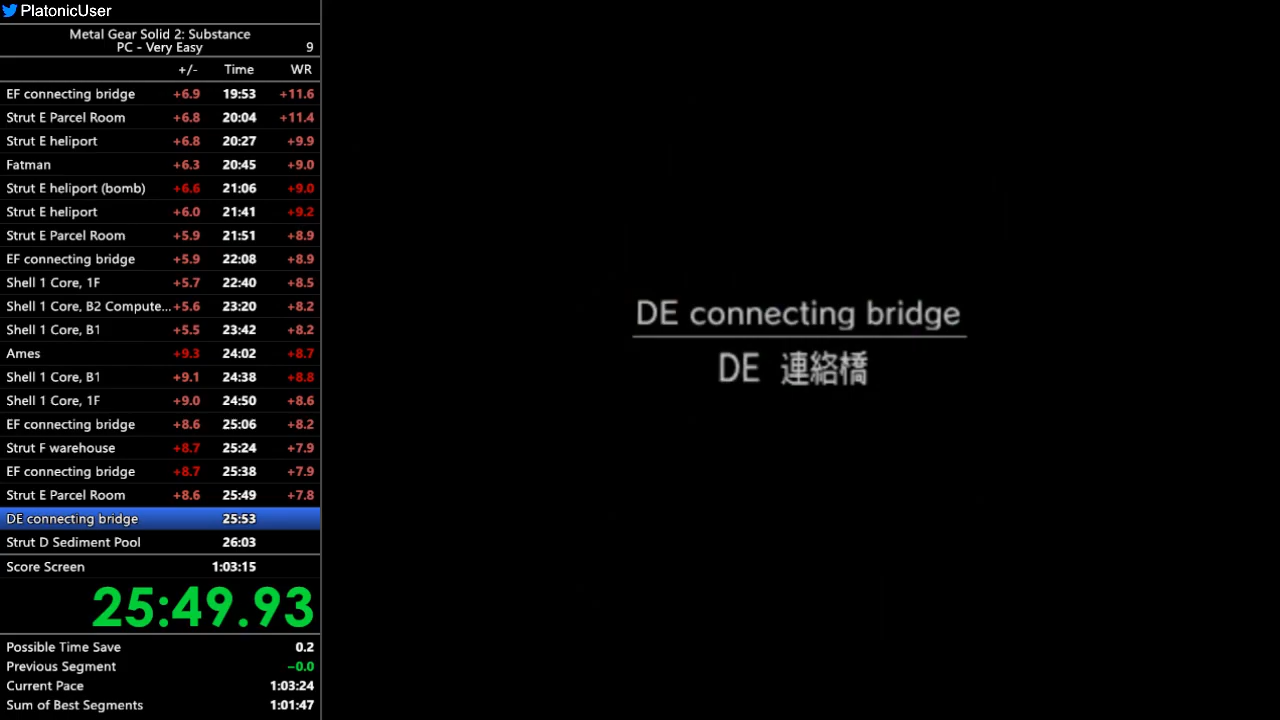 PlatonicUser
Metal Gear Solid 2: Substance
PC - Very Easy 9
+/- Time WR
EF connecting bridge +6.9 19:53 +11.6
Strut E Parcel Room +6.8 20:04 +11.4
Strut E heliport +6.8 20:27 +9.9
Fatman +6.3 20:45 +9.0
Strut E heliport (bomb) +6.6 21:06 +9.0
Strut E heliport +6.0 21:41 +9.2
Strut E Parcel Room +5.9 21:51 +8.9
EF connecting bridge +5.9 22:08 +8.9
Shell 1 Core, 1F +5.7 22:40 +8.5
Shell 1 Core, B2 Compute... +5.6 23:20 +8.2
Shell 1 Core, B1 +5.5 23:42 +8.2
Ames +9.3 24:02 +8.7
Shell 1 Core, B1 +9.1 24:38 +8.8
Shell 1 Core, 1F +9.0 24:50 +8.6
EF connecting bridge +8.6 25:06 +8.2
Strut F warehouse +8.7 25:24 +7.9
EF connecting bridge +8.7 25:38 +7.9
Strut E Parcel Room +8.6 25:49 +7.8
DE connecting bridge 25:53
Strut D Sediment Pool 26:03
Score Screen 1:03:15
25:49.93
Possible Time Save 0.2
Previous Segment −0.0
Current Pace 1:03:24
Sum of Best Segments 1:01:47
DE connecting bridge
DE 連絡橋